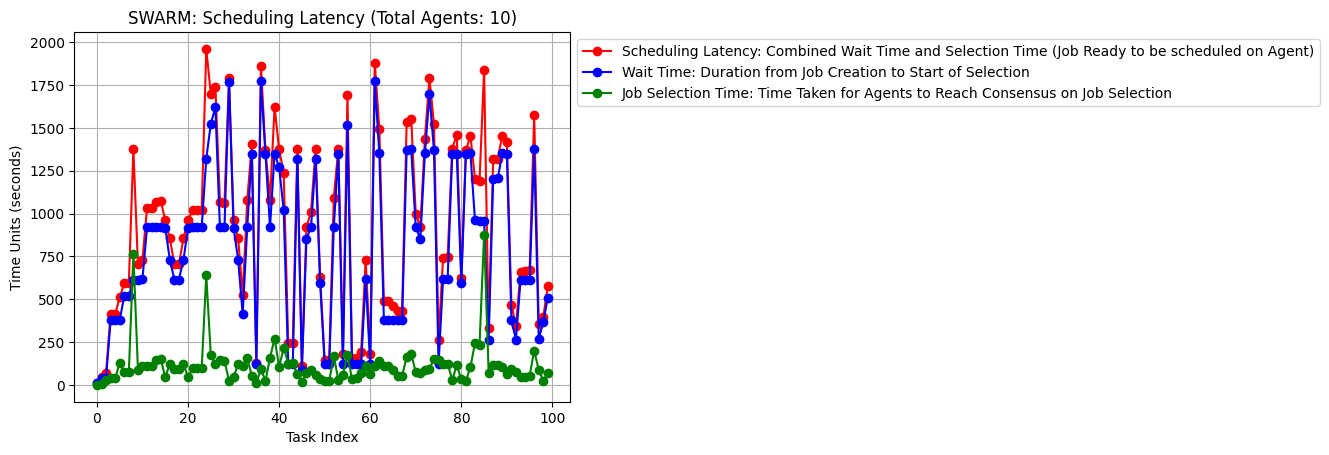 SWARM: Scheduling Latency (Total Agents: 10)
Scheduling Latency: Combined Wait Time and Selection Time (Job Ready to be scheduled on Agent)
Wait Time: Duration from Job Creation to Start of Selection
Job Selection Time: Time Taken for Agents to Reach Consensus on Job Selection
Time Units (seconds)
2000
1750
1500
1250
1000
750
500
250
0
0 20 40 60 80 100
Task Index